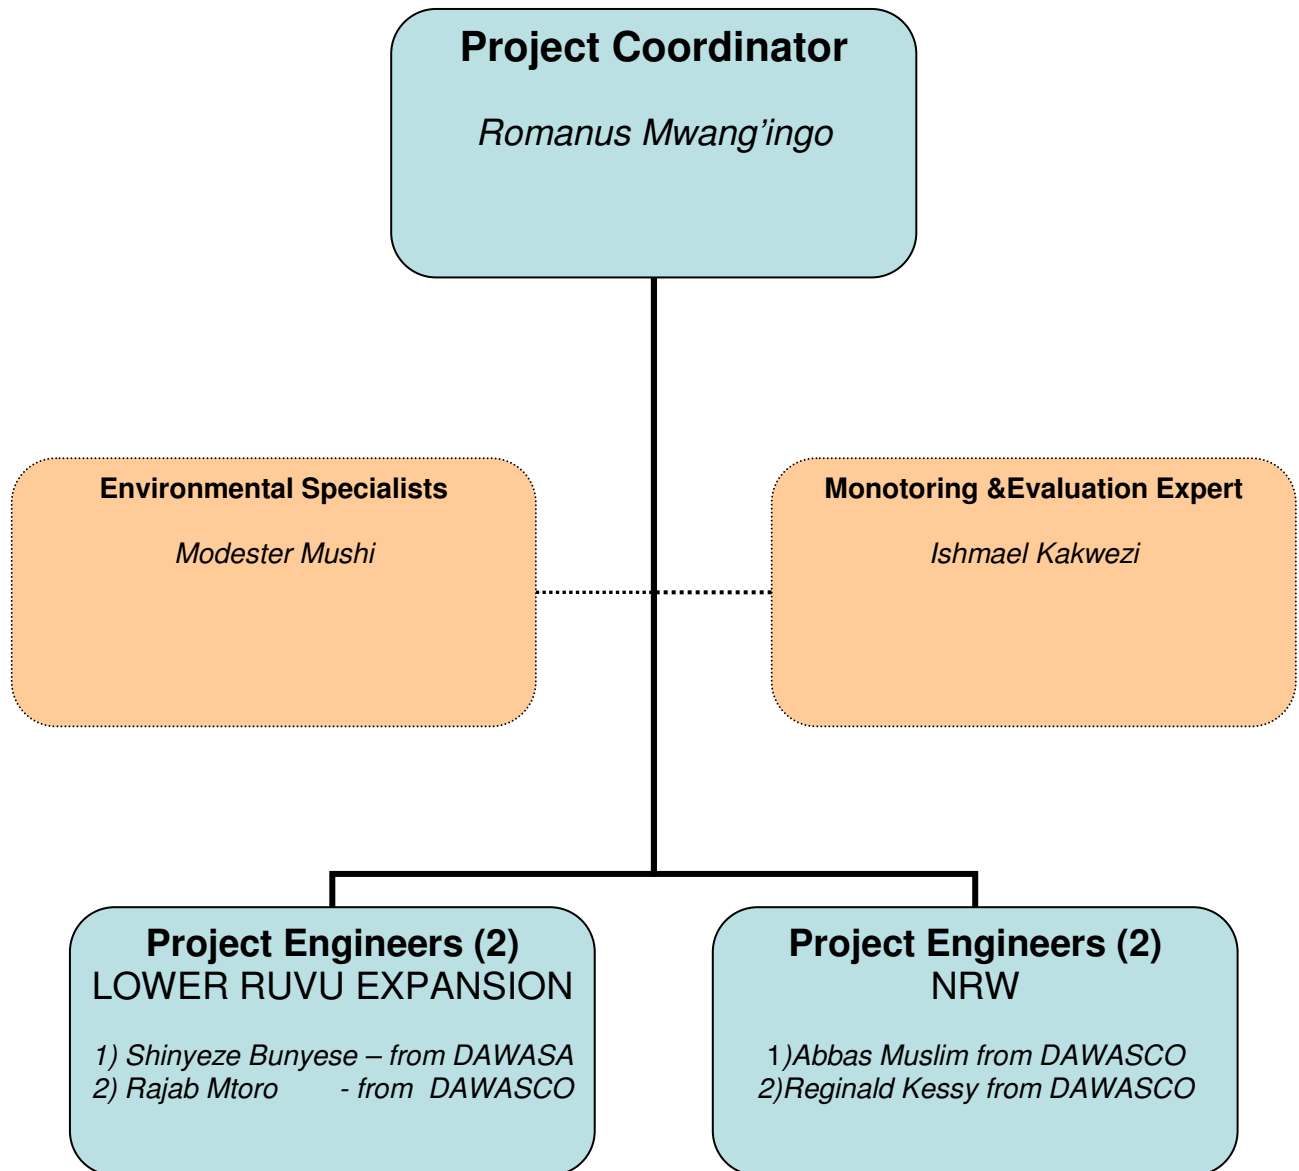 Project Coordinator
Romanus Mwang’ingo
Environmental Specialists
Modester Mushi
Monotoring &Evaluation Expert
Ishmael Kakwezi
Project Engineers (2)
LOWER RUVU EXPANSION
1) Shinyeze Bunyese – from DAWASA
2) Rajab Mtoro - from DAWASCO
Project Engineers (2)
NRW
1)Abbas Muslim from DAWASCO
2)Reginald Kessy from DAWASCO